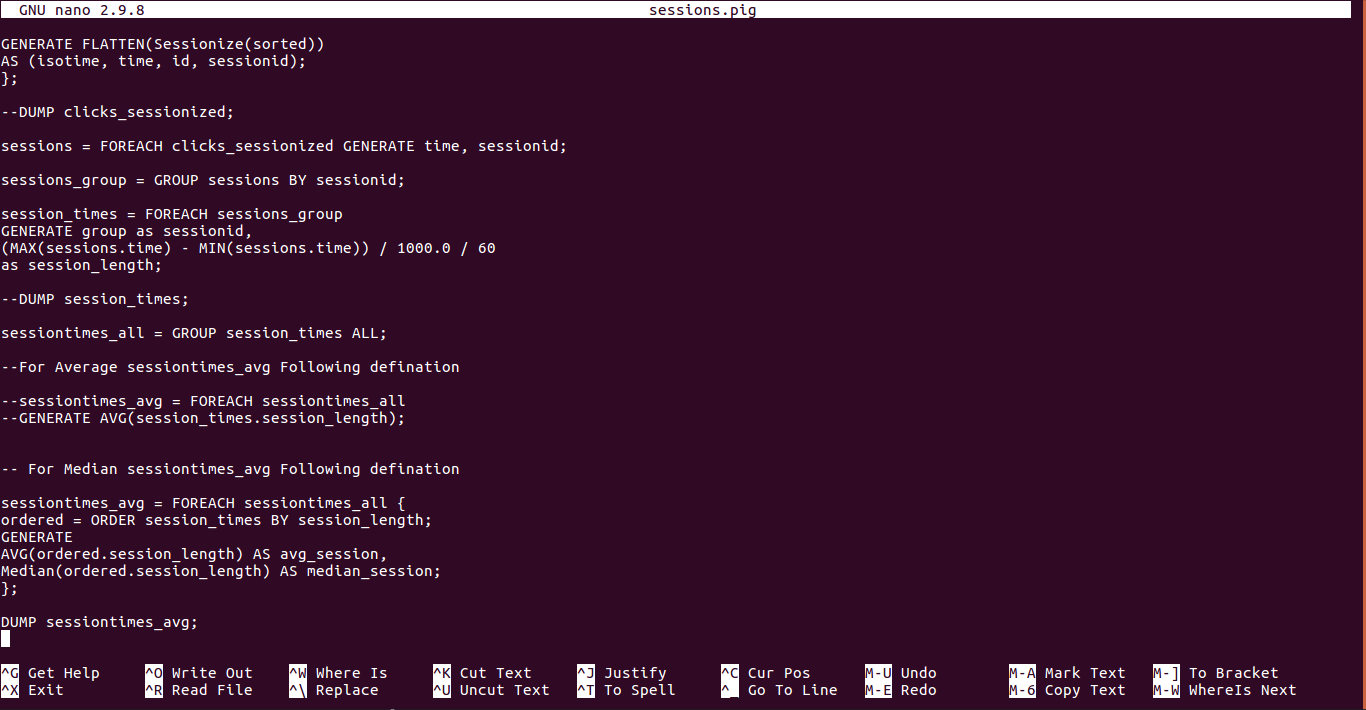 GNU nano 2.9.8 sessions.pig
GENERATE FLATTEN(Sessionize(sorted))
AS (isotime, time, id, sessionid);
};
--DUMP clicks_sessionized;
sessions = FOREACH clicks_sessionized GENERATE time, sessionid;
sessions_group = GROUP sessions BY sessionid;
session_times = FOREACH sessions_group
GENERATE group as sessionid,
(MAX(sessions.time) - MIN(sessions.time)) / 1000.0 / 60
as session_length;
--DUMP session_times;
sessiontimes_all = GROUP session_times ALL;
--For Average sessiontimes_avg Following defination
--sessiontimes_avg = FOREACH sessiontimes_all
--GENERATE AVG(session_times.session_length);
-- For Median sessiontimes_avg Following defination
sessiontimes_avg = FOREACH sessiontimes_all {
ordered = ORDER session_times BY session_length;
GENERATE
AVG(ordered.session_length) AS avg_session,
Median(ordered.session_length) AS median_session;
};
DUMP sessiontimes_avg;
^G Get Help ^O Write Out ^W Where Is ^K Cut Text ^J Justify ^C Cur Pos M-U Undo M-A Mark Text M-] To Bracket
^X Exit ^R Read File ^\ Replace ^U Uncut Text ^T To Spell ^_ Go To Line M-E Redo M-6 Copy Text M-W WhereIs Next